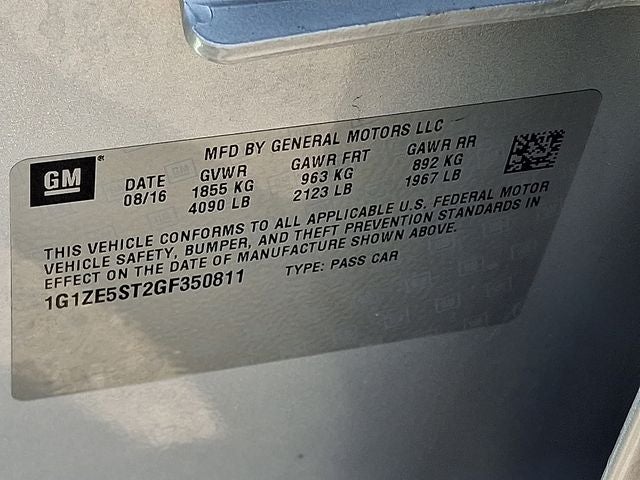 GM
MFD BY GENERAL MOTORS LLC
DATE GVWR GAWR FRT GAWR RR
08/16 1855 KG 963 KG 892 KG
4090 LB 2123 LB 1967 LB
THIS VEHICLE CONFORMS TO ALL APPLICABLE U.S. FEDERAL MOTOR
VEHICLE SAFETY, BUMPER, AND THEFT PREVENTION STANDARDS IN
EFFECT ON THE DATE OF MANUFACTURE SHOWN ABOVE.
1G1ZE5ST2GF350811 TYPE: PASS CAR